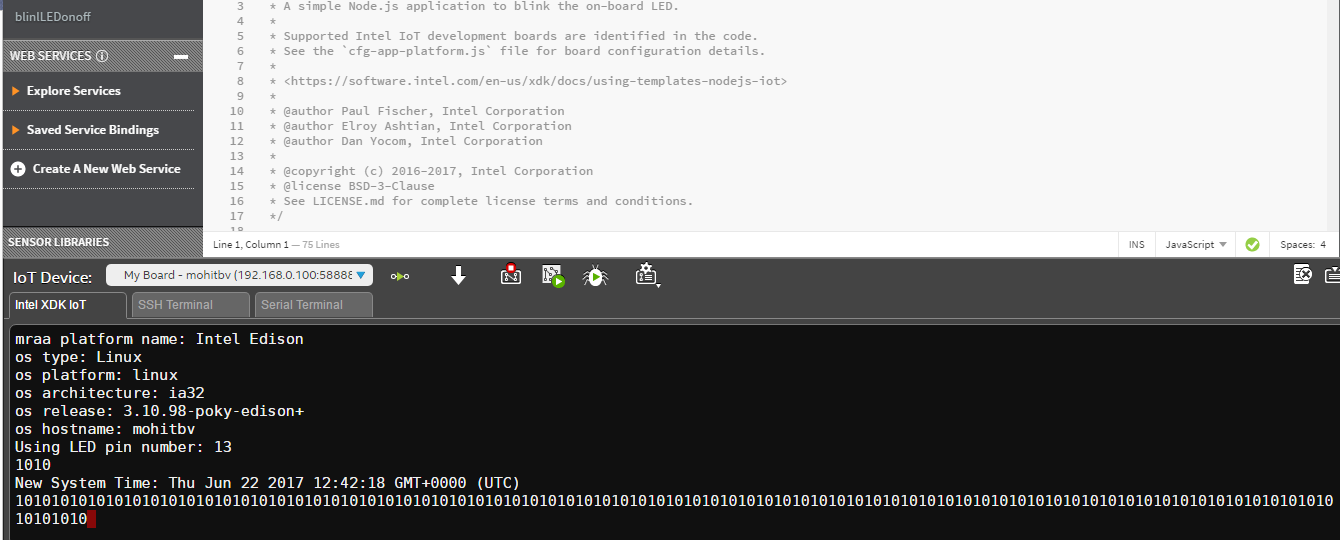 blinILEDonoff
WEB SERVICES
Explore Services
Saved Service Bindings
Create A New Web Service
SENSOR LIBRARIES
3 * A simple Node.js application to blink the on-board LED.
4 *
5 * Supported Intel IoT development boards are identified in the code.
6 * See the `cfg-app-platform.js` file for board configuration details.
7 *
8 * <https://software.intel.com/en-us/xdk/docs/using-templates-nodejs-iot>
9 *
10 * @author Paul Fischer, Intel Corporation
11 * @author Elroy Ashtian, Intel Corporation
12 * @author Dan Yocom, Intel Corporation
13 *
14 * @copyright (c) 2016-2017, Intel Corporation
15 * @license BSD-3-Clause
16 * See LICENSE.md for complete license terms and conditions.
17 */
18
Line 1, Column 1 — 75 Lines INS JavaScript Spaces: 4
IoT Device: My Board - mohitbv (192.168.0.100:58888
Intel XDK IoT SSH Terminal Serial Terminal
mraa platform name: Intel Edison
os type: Linux
os platform: linux
os architecture: ia32
os release: 3.10.98-poky-edison+
os hostname: mohitbv
Using LED pin number: 13
1010
New System Time: Thu Jun 22 2017 12:42:18 GMT+0000 (UTC)
10101010101010101010101010101010101010101010101010101010101010101010101010101010101010101010101010101010101010101010101010101010101010101010101010
10101010